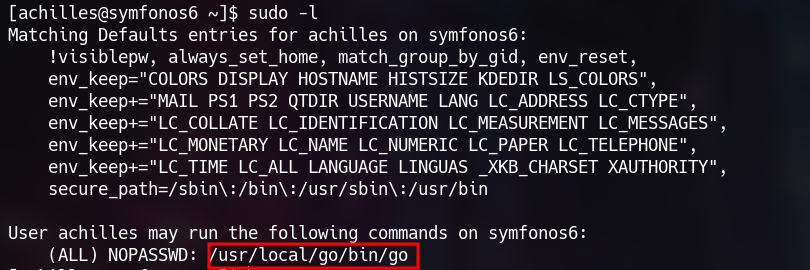 [achilles@symfonos6 ~]$ sudo -l
Matching Defaults entries for achilles on symfonos6:
    !visiblepw, always_set_home, match_group_by_gid, env_reset,
    env_keep="COLORS DISPLAY HOSTNAME HISTSIZE KDEDIR LS_COLORS",
    env_keep+="MAIL PS1 PS2 QTDIR USERNAME LANG LC_ADDRESS LC_CTYPE",
    env_keep+="LC_COLLATE LC_IDENTIFICATION LC_MEASUREMENT LC_MESSAGES",
    env_keep+="LC_MONETARY LC_NAME LC_NUMERIC LC_PAPER LC_TELEPHONE",
    env_keep+="LC_TIME LC_ALL LANGUAGE LINGUAS _XKB_CHARSET XAUTHORITY",
    secure_path=/sbin\:/bin\:/usr/sbin\:/usr/bin

User achilles may run the following commands on symfonos6:
    (ALL) NOPASSWD: /usr/local/go/bin/go